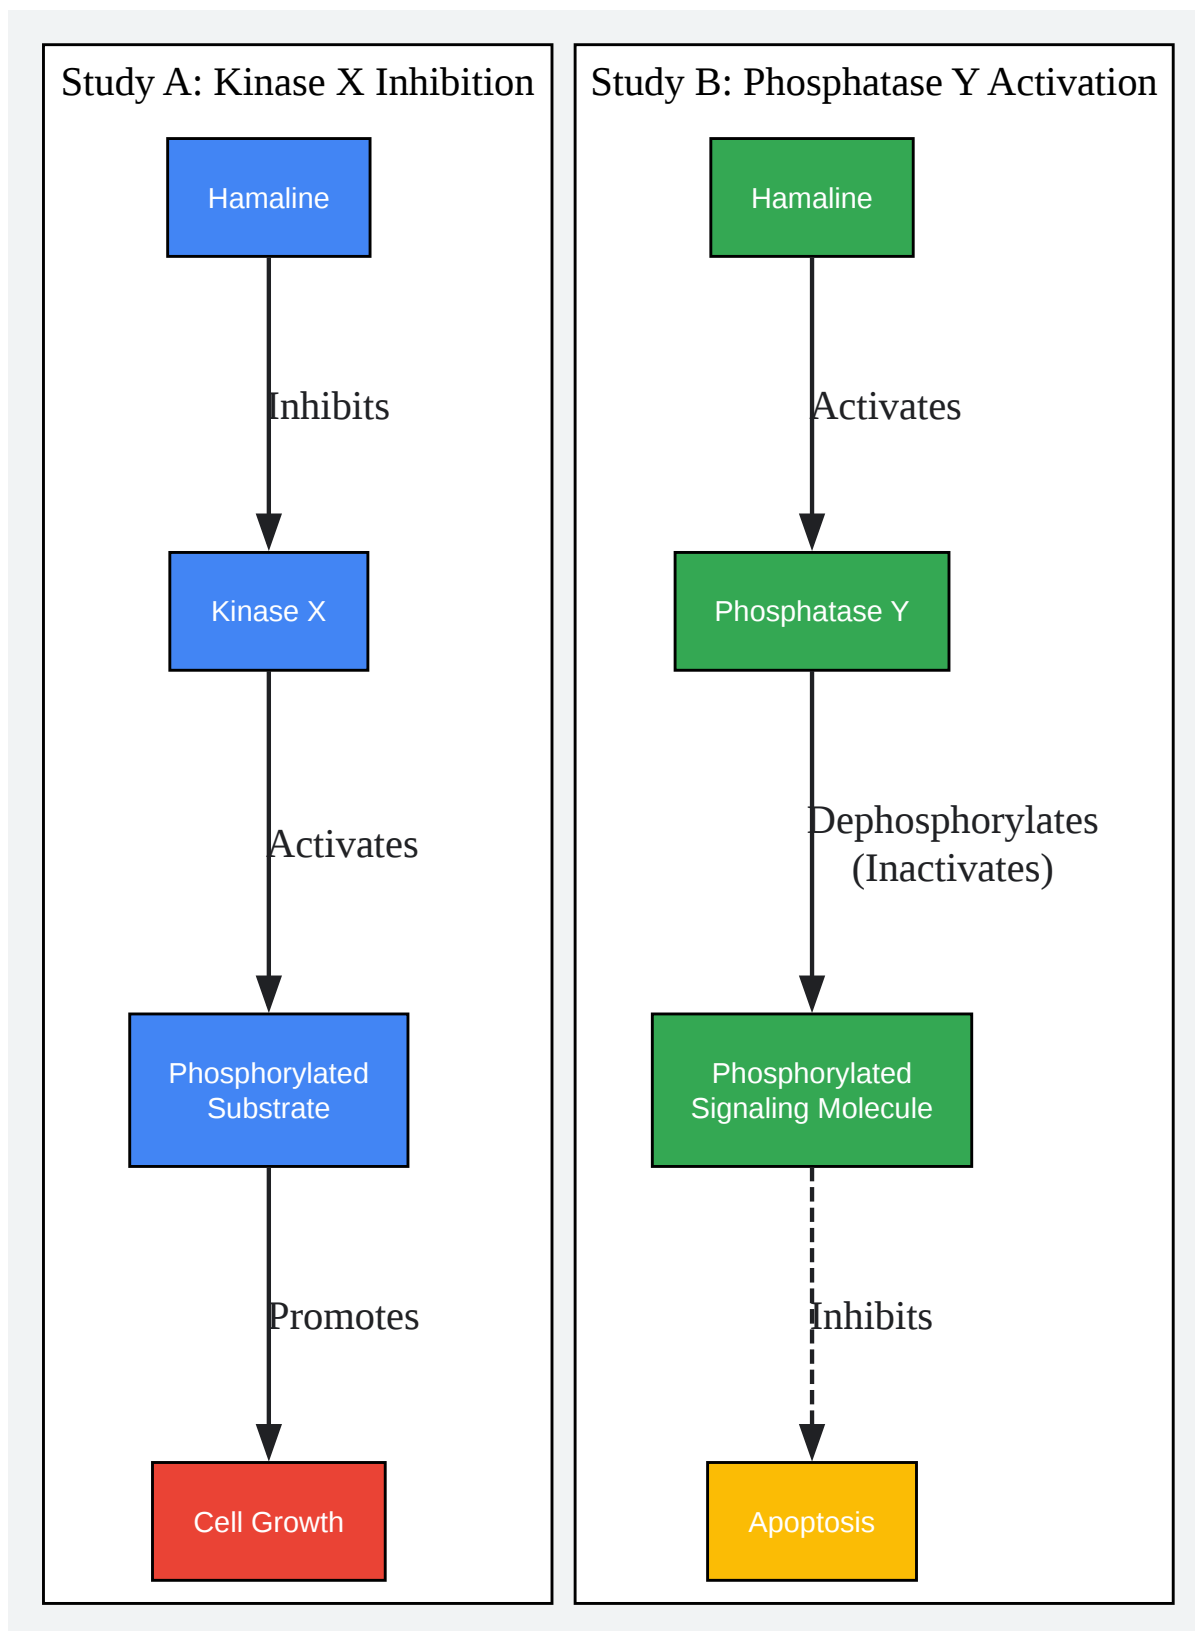 Study A: Kinase X Inhibition
Hamaline
Inhibits
Kinase X
Activates
Phosphorylated
Substrate
Promotes
Cell Growth
Study B: Phosphatase Y Activation
Hamaline
Activates
Phosphatase Y
Dephosphorylates
(Inactivates)
Phosphorylated
Signaling Molecule
Inhibits
Apoptosis